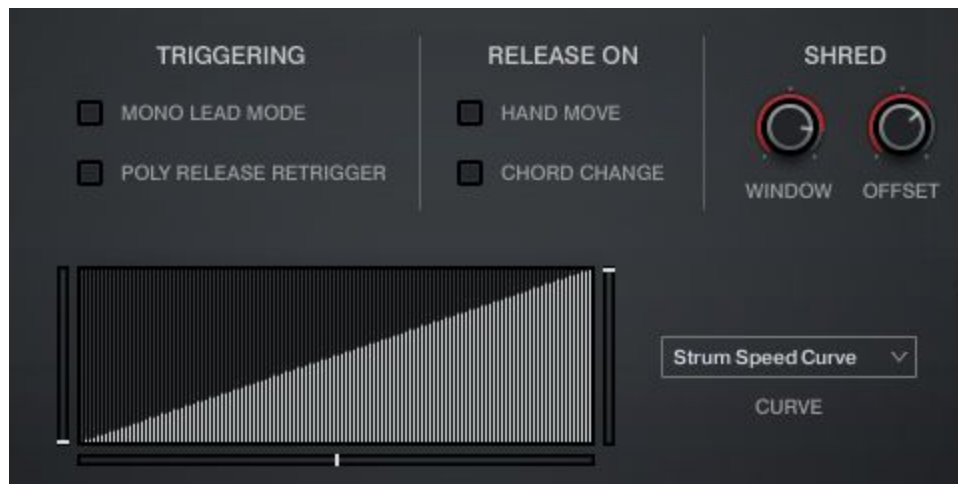 TRIGGERING
MONO LEAD MODE
POLY RELEASE RETRIGGER
RELEASE ON
HAND MOVE
CHORD CHANGE
SHRED
WINDOW
OFFSET
Strum Speed Curve
CURVE